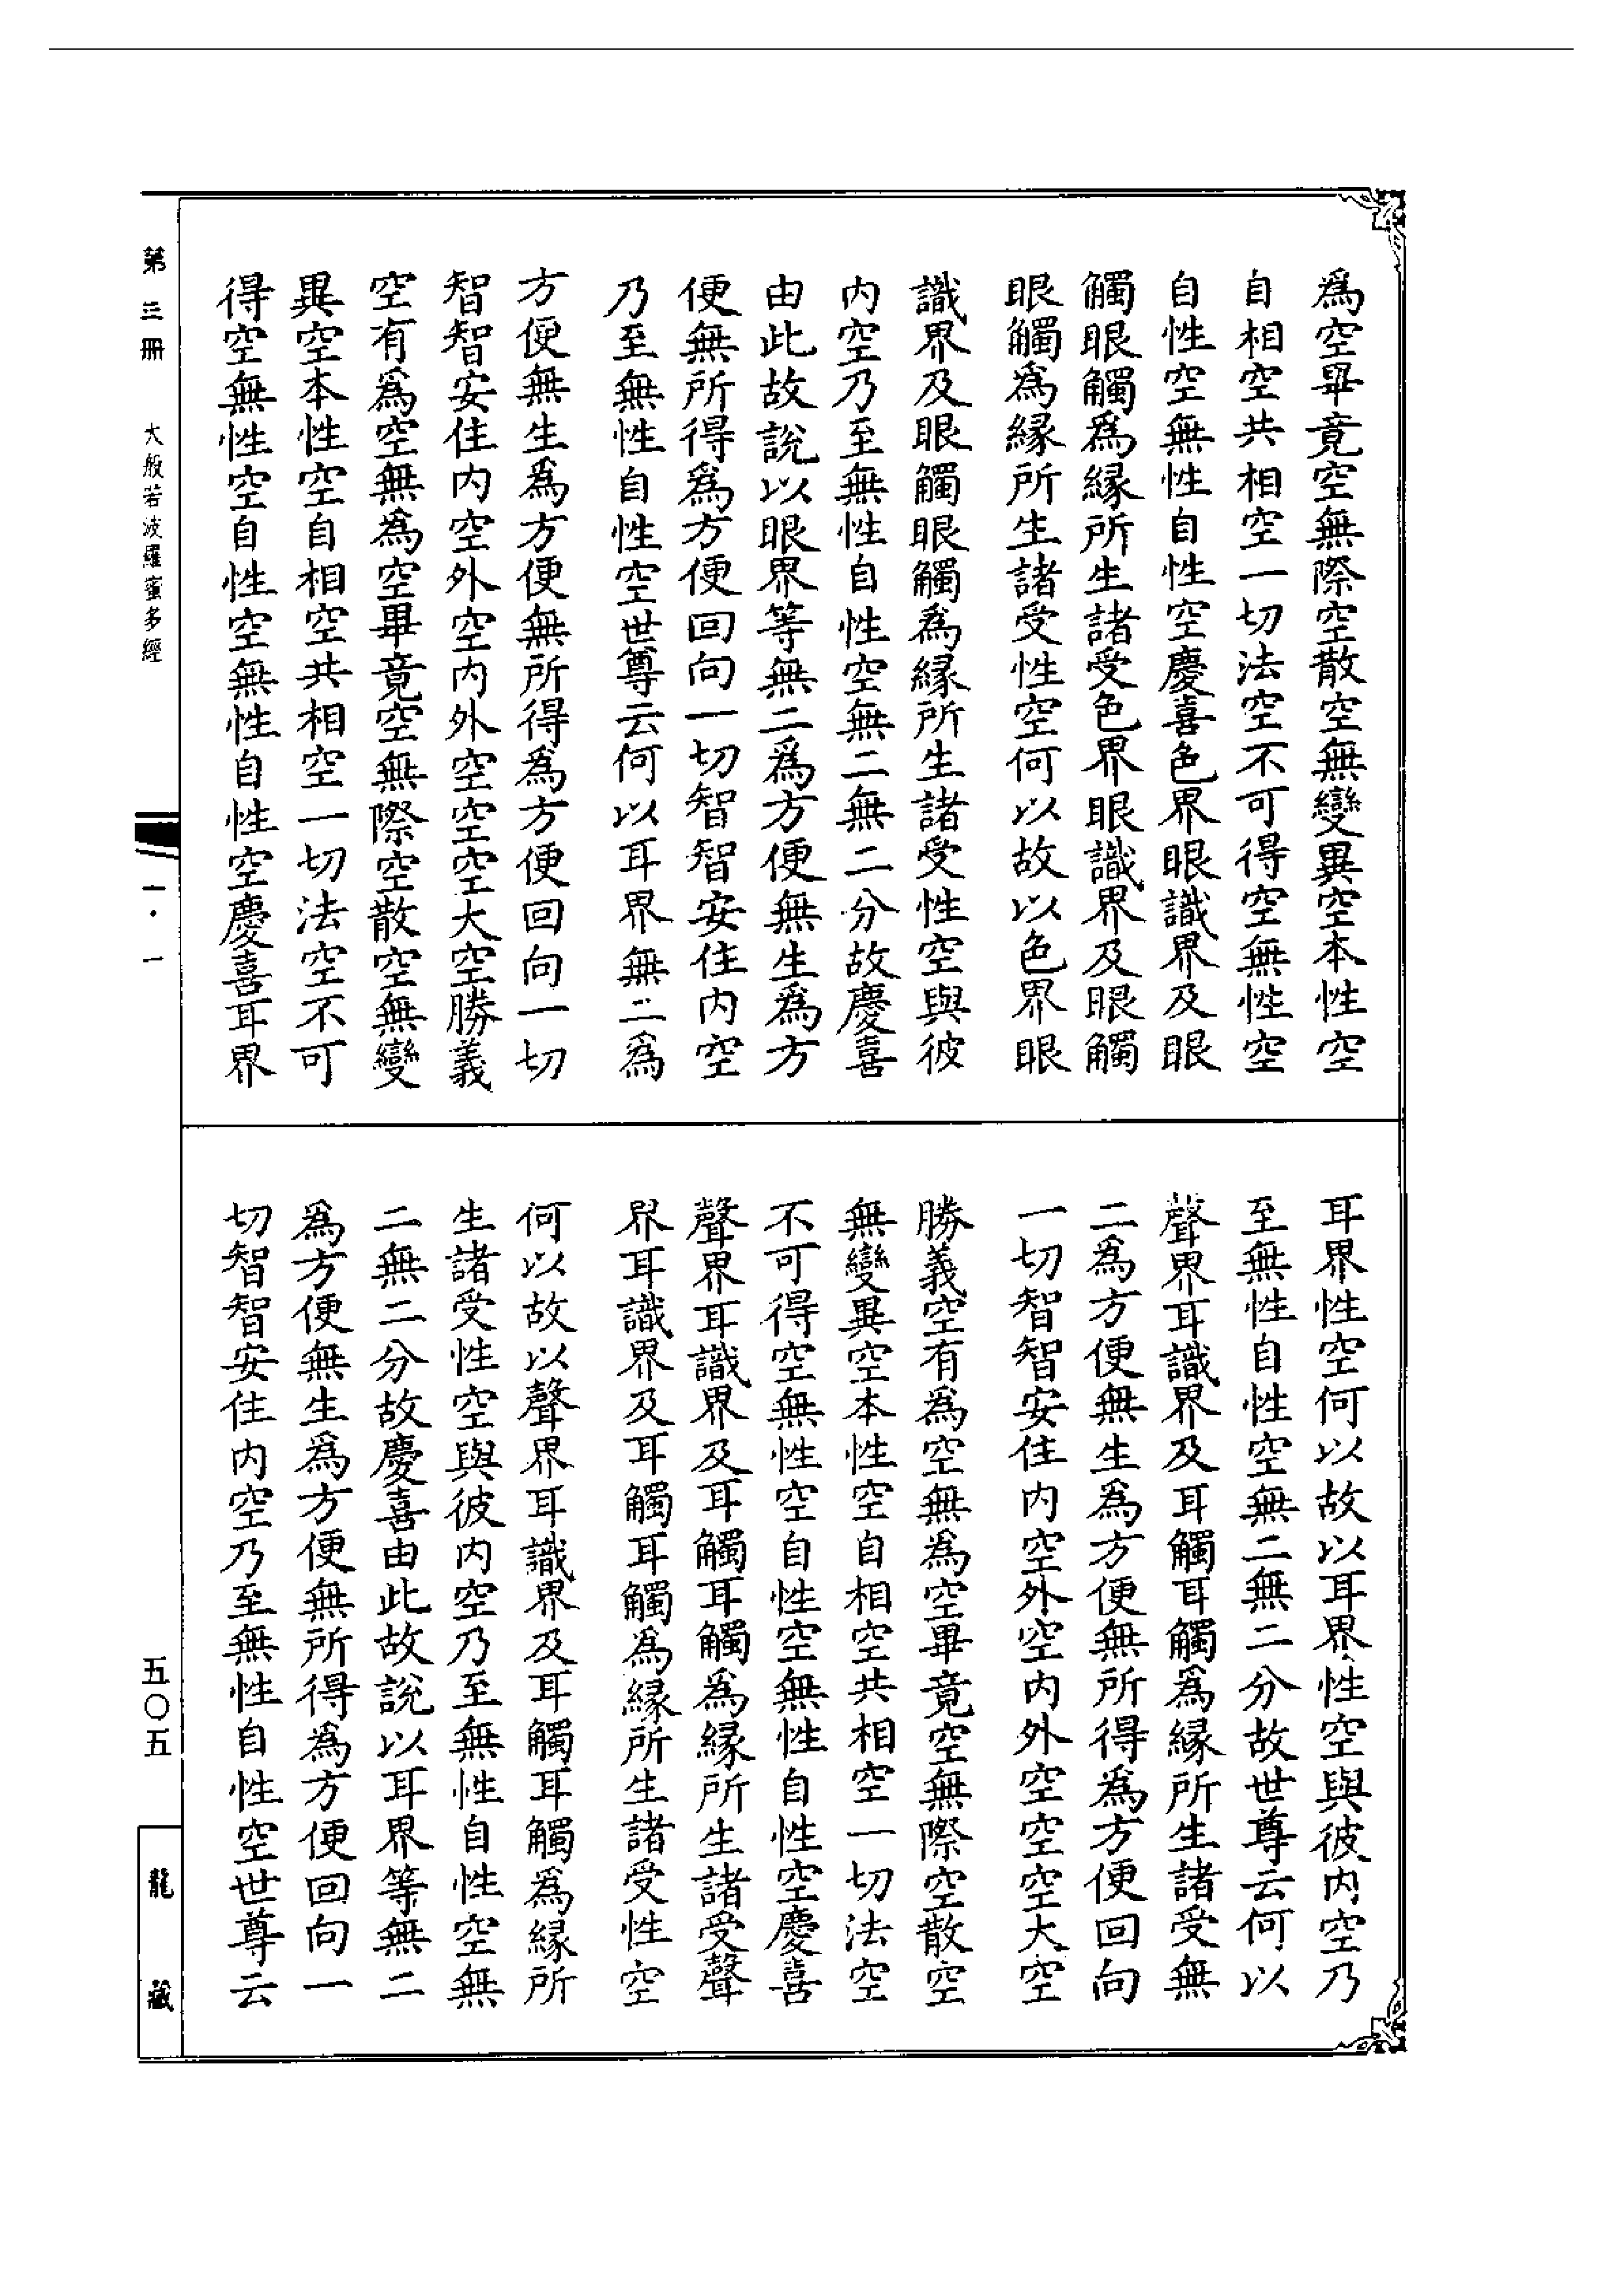 爲空畢竟空無際空散空無變異空本性空
自相空共相空一切法空不可得空無性空
自性空無性自性空慶喜色界眼識界及眼
觸眼觸爲縁所生諸受色界眼識界及眼觸
眼觸爲縁所生諸受性空何以故以色界眼
識界及眼觸眼觸爲縁所生諸受性空與彼
内空乃至無性自性空無二無二分故慶喜
由此故說以眼界等無二爲方便無生爲方
便無所得爲方便回向一切智智安住内空
乃至無性自性空世尊云何以耳界無二爲
方便無生爲方便無所得爲方便回向一切
智智安住内空外空内外空空空大空勝義
空有爲空無爲空畢竟空無際空散空無變
異空本性空自相空共相空一切法空不可
得空無性空自性空無性自性空慶喜耳界
耳界性空何以故以耳界性空與彼内空乃
至無性自性空無二無二分故世尊云何以
聲界耳識界及耳觸耳觸爲縁所生諸受無
二爲方便無生爲方便無所得爲方便回向
一切智智安住内空外空内外空空空大空
勝義空有爲空無爲空畢竟空無際空散空
無變異空本性空自相空共相空一切法空
不可得空無性空自性空無性自性空慶喜
聲界耳識界及耳觸耳觸爲縁所生諸受聲
界耳識界及耳觸耳觸爲縁所生諸受性空
何以故以聲界耳識界及耳觸耳觸爲縁所
生諸受性空與彼内空乃至無性自性空無
二無二分故慶喜由此故說以耳界等無二
爲方便無生爲方便無所得爲方便回向一
切智智安住内空乃至無性自性空世尊云
第三冊 大般若波羅蜜多經 一·一 五〇五 龍藏